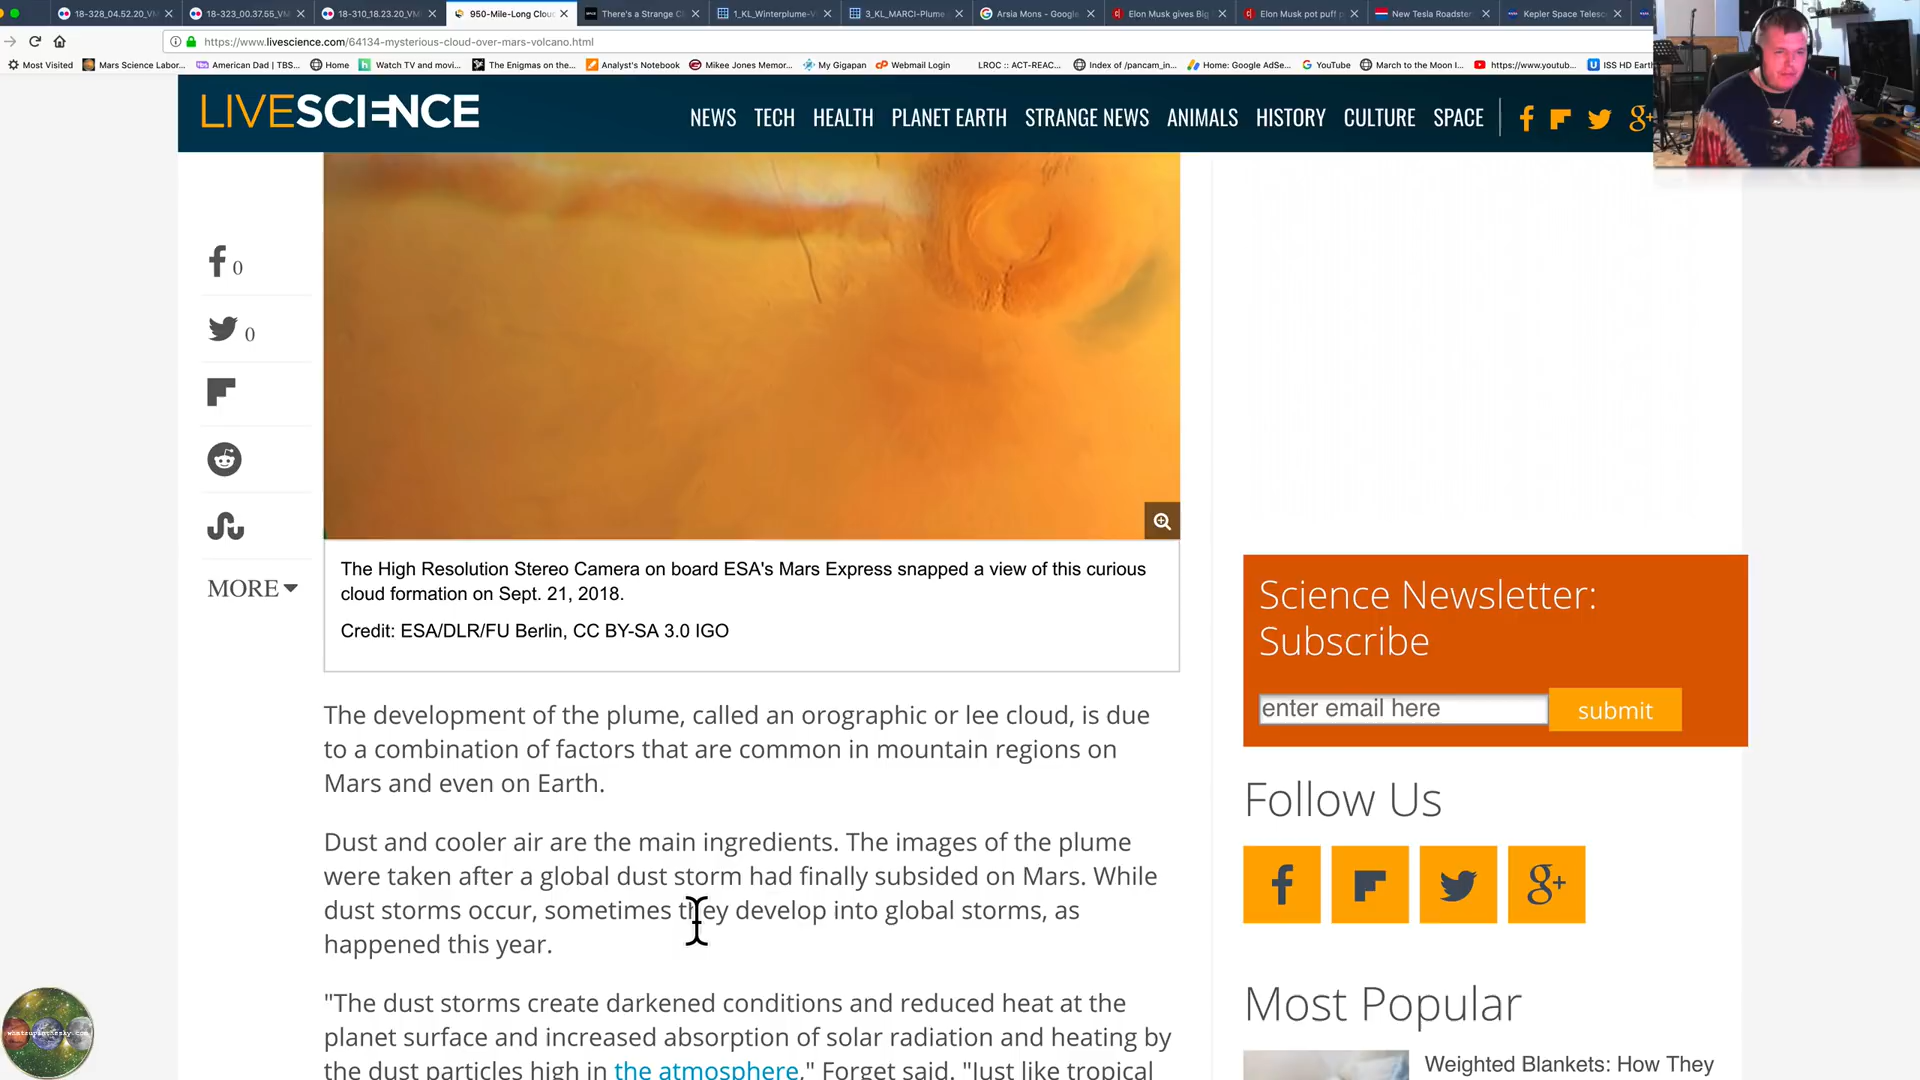 18-328_04.52.20_VM
18-323_00.37.55_VM
18-310_18.23.20_VM
950-Mile-Long Clou
There's a Strange C
1_KL_Winterplume-V
3_KL_MARCI-Plume
Arsia Mons - Google
Elon Musk gives Big
Elon Musk pot puff p
New Tesla Roadster
Kepler Space Telesc
https://www.livescience.com/64134-mysterious-cloud-over-mars-volcano.html
Most Visited
Mars Science Labor...
American Dad | TBS...
Home
Watch TV and movi...
The Enigmas on the...
Analyst's Notebook
Mikee Jones Memor...
My Gigapan
Webmail Login
LROC :: ACT-REAC...
Index of /pancam_in...
Home: Google AdSe...
YouTube
March to the Moon I...
https://www.youtub...
ISS HD Eart
LIVESCIENCE
NEWS TECH HEALTH PLANET EARTH STRANGE NEWS ANIMALS HISTORY CULTURE SPACE
0
0
MORE
The High Resolution Stereo Camera on board ESA's Mars Express snapped a view of this curious
cloud formation on Sept. 21, 2018.
Credit: ESA/DLR/FU Berlin, CC BY-SA 3.0 IGO
The development of the plume, called an orographic or lee cloud, is due
to a combination of factors that are common in mountain regions on
Mars and even on Earth.
Dust and cooler air are the main ingredients. The images of the plume
were taken after a global dust storm had finally subsided on Mars. While
dust storms occur, sometimes they develop into global storms, as
happened this year.
"The dust storms create darkened conditions and reduced heat at the
planet surface and increased absorption of solar radiation and heating by
the dust particles high in the atmosphere," Forget said. "Just like tropical
Science Newsletter:
Subscribe
enter email here
submit
Follow Us
Most Popular
Weighted Blankets: How They
whatsupinthesky.com